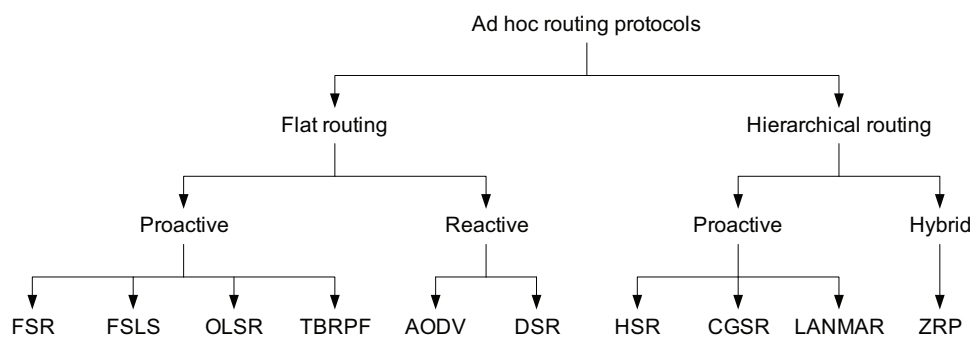 Ad hoc routing protocols
Flat routing Hierarchical routing
Proactive Reactive Proactive Hybrid
FSR FSLS OLSR TBRPF AODV DSR HSR CGSR LANMAR ZRP